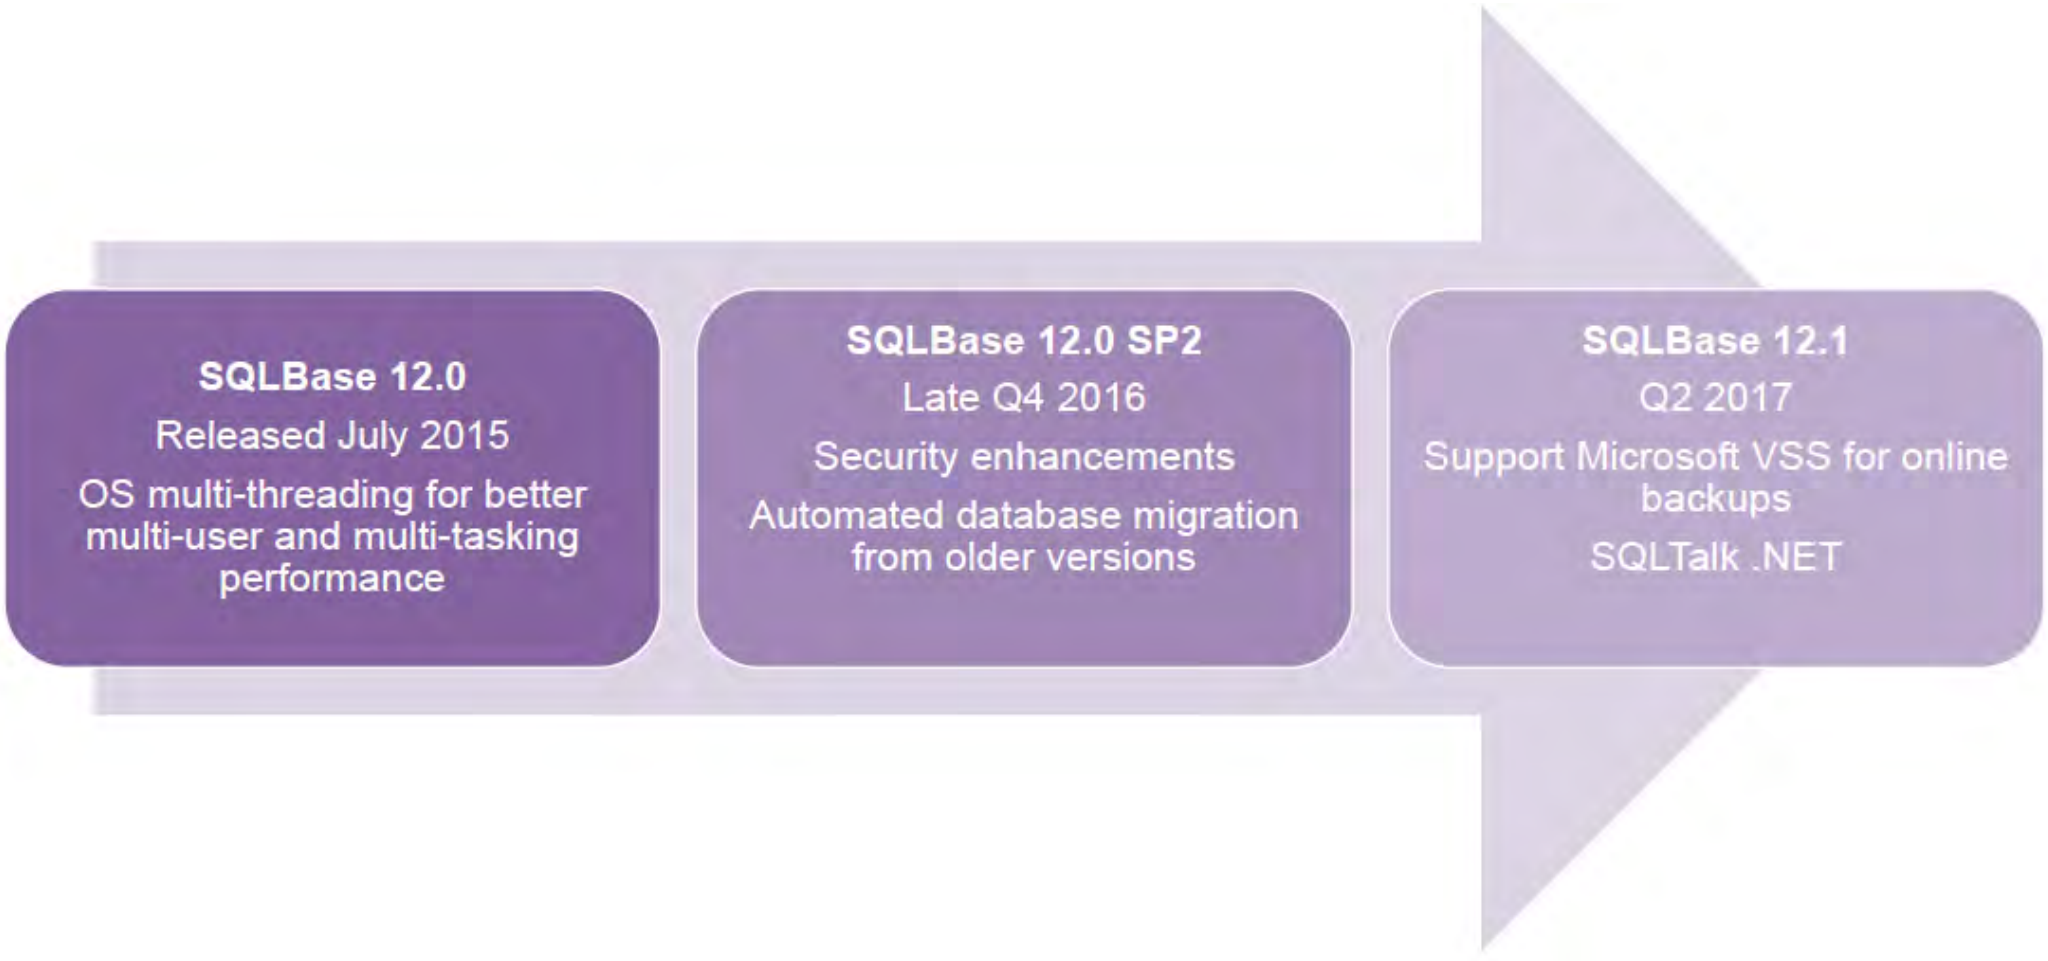 SQLBase 12.0
Released July 2015
OS multi-threading for better
multi-user and multi-tasking
performance
SQLBase 12.0 SP2
Late Q4 2016
Security enhancements
Automated database migration
from older versions
SQLBase 12.1
Q2 2017
Support Microsoft VSS for online
backups
SQLTalk .NET